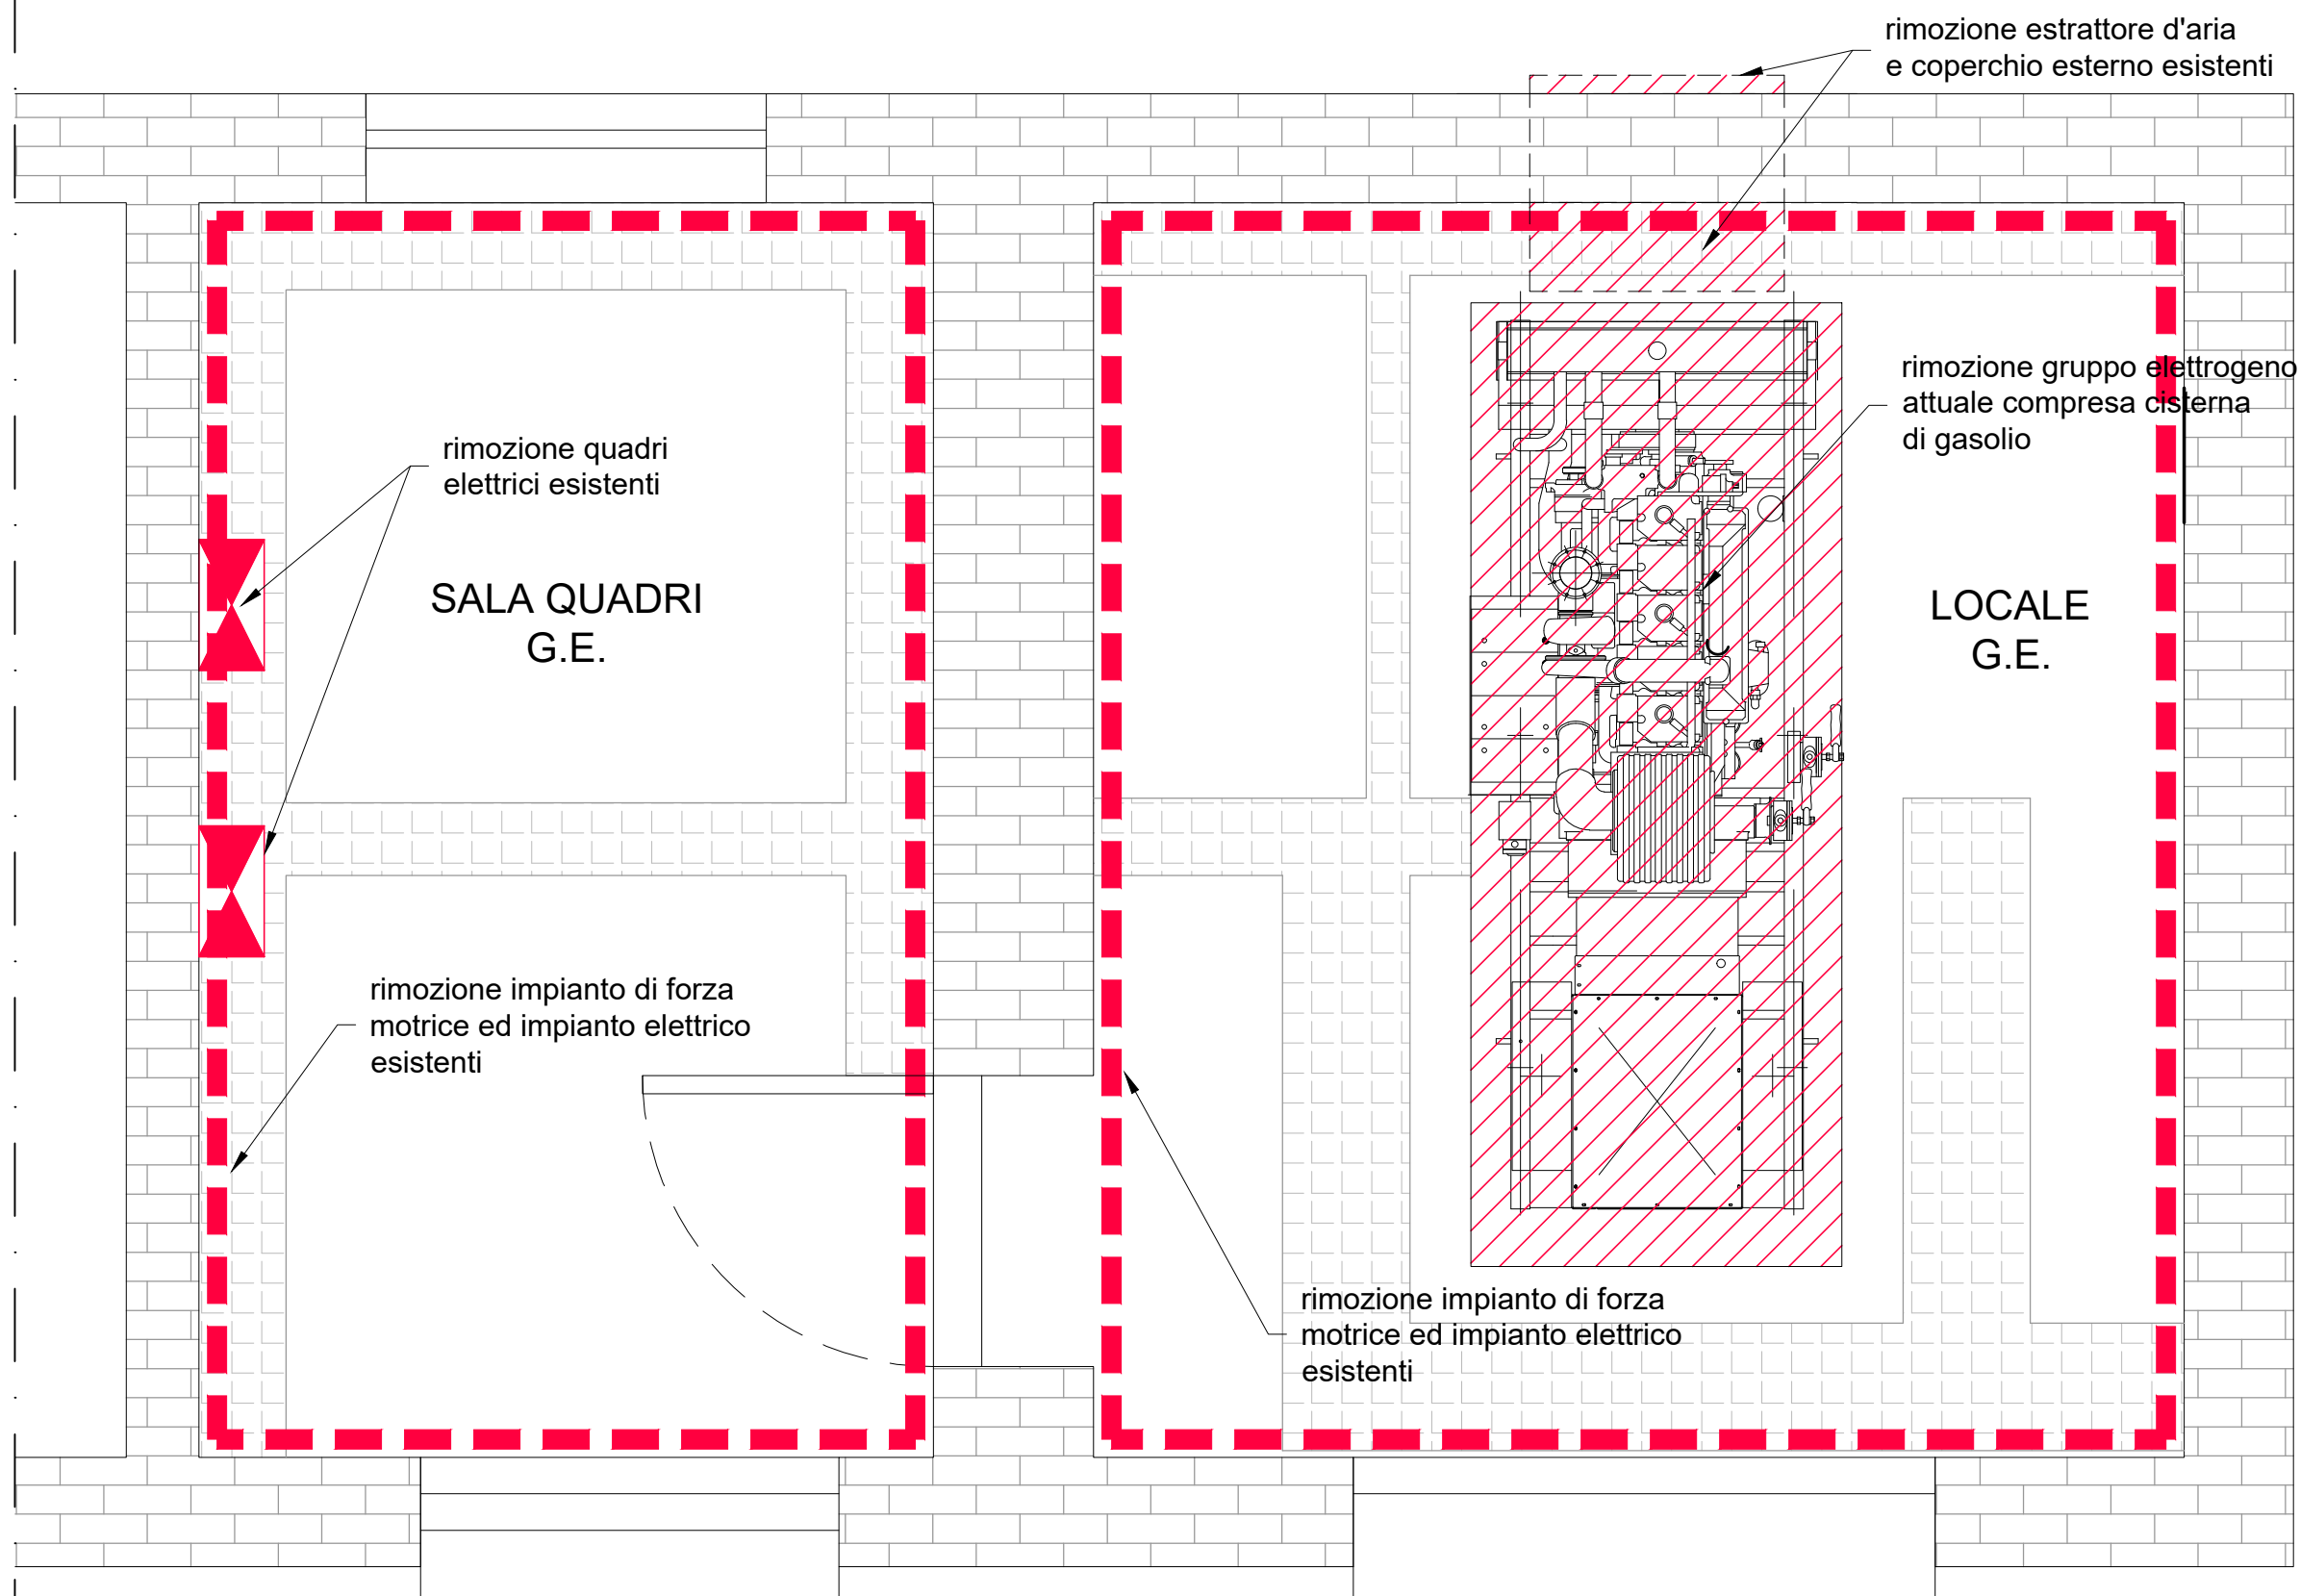 rimozione estrattore d'aria
e coperchio esterno esistenti
rimozione gruppo elettrogeno
attuale compresa cisterna
di gasolio
rimozione quadri
elettrici esistenti
SALA QUADRI
G.E.
LOCALE
G.E.
rimozione impianto di forza
motrice ed impianto elettrico
esistenti
rimozione impianto di forza
motrice ed impianto elettrico
esistenti